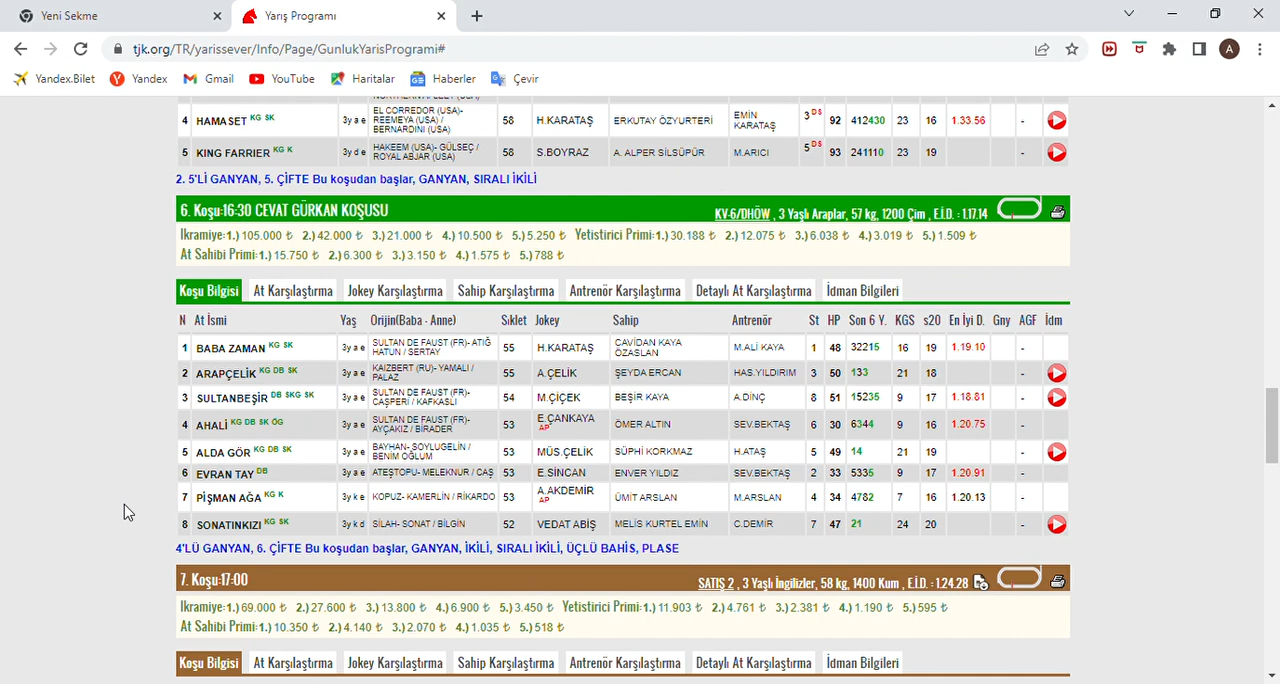 Yeni Sekme
Yarış Programı
tjk.org/TR/yarissever/Info/Page/GunlukYarisProgrami#
A
Yandex.Bilet Yandex Gmail YouTube Haritalar Haberler Çevir
4 HAMASET KG SK 3y a e EL CORREDOR (USA)- REEMEYA (USA) / BERNARDINI (USA) 58 H.KARATAŞ ERKUTAY ÖZYURTERİ EMİN KARATAŞ 3 DS 92 412430 23 16 1.33.56 -
5 KING FARRIER KG K 3y d e HAKEEM (USA)- GÜLSEÇ / ROYAL ABJAR (USA) 58 S.BOYRAZ A. ALPER SİLSÜPÜR M.ARICI 5 DS 93 241110 23 19 -
2. 5'Lİ GANYAN, 5. ÇİFTE Bu koşudan başlar, GANYAN, SIRALI İKİLİ
6. Koşu:16:30 CEVAT GÜRKAN KOŞUSU KV-6/DHÖW , 3 Yaşlı Araplar, 57 kg, 1200 Çim , E.İ.D. : 1.17.14
İkramiye:1.) 105.000 ₺ 2.) 42.000 ₺ 3.) 21.000 ₺ 4.) 10.500 ₺ 5.) 5.250 ₺ Yetistirici Primi:1.) 30.188 ₺ 2.) 12.075 ₺ 3.) 6.038 ₺ 4.) 3.019 ₺ 5.) 1.509 ₺
At Sahibi Primi:1.) 15.750 ₺ 2.) 6.300 ₺ 3.) 3.150 ₺ 4.) 1.575 ₺ 5.) 788 ₺
Koşu Bilgisi At Karşılaştırma Jokey Karşılaştırma Sahip Karşılaştırma Antrenör Karşılaştırma Detaylı At Karşılaştırma İdman Bilgileri
N At İsmi Yaş Orijin(Baba - Anne) Sıklet Jokey Sahip Antrenör St HP Son 6 Y. KGS s20 En İyi D. Gny AGF İdm
1 BABA ZAMAN KG SK 3y a e SULTAN DE FAUST (FR)- ATIĞ HATUN / SERTAY 55 H.KARATAŞ CAVİDAN KAYA ÖZASLAN M.ALİ KAYA 1 48 32215 16 19 1.19.10 -
2 ARAPÇELİK KG DB SK 3y a e KAİZBERT (RU)- YAMALI / PALAZ 55 A.ÇELİK ŞEYDA ERCAN HAS.YILDIRIM 3 50 133 21 18 -
3 SULTANBEŞİR DB SKG SK 3y a e SULTAN DE FAUST (FR)- CAŞPERİ / KAFKASLI 54 M.ÇİÇEK BEŞİR KAYA A.DİNÇ 8 51 15235 9 17 1.18.81 -
4 AHALİ KG DB SK ÖG 3y a e SULTAN DE FAUST (FR)- AYÇAKIZ / BİRADER 53 E.ÇANKAYA AP ÖMER ALTIN SEV.BEKTAŞ 6 30 6344 9 16 1.20.75 -
5 ALDA GÖR KG DB SK 3y a e BAYHAN- SOYLUGELİN / BENİM OĞLUM 53 MÜS.ÇELİK SÜPHİ KORKMAZ H.ATAŞ 5 49 14 21 19 -
6 EVRAN TAY DB 3y a e ATEŞTOPU- MELEKNUR / CAŞ 53 E.SİNCAN ENVER YILDIZ SEV.BEKTAŞ 2 33 5335 9 17 1.20.91 -
7 PİŞMAN AĞA KG K 3y k e KOPUZ- KAMERLİN / RİKARDO 53 A.AKDEMİR AP ÜMİT ARSLAN M.ARSLAN 4 34 4782 7 16 1.20.13 -
8 SONATINKIZI KG SK 3y k d SİLAH- SONAT / BİLGİN 52 VEDAT ABİŞ MELİS KURTEL EMİN C.DEMİR 7 47 21 24 20 -
4'LÜ GANYAN, 6. ÇİFTE Bu koşudan başlar, GANYAN, İKİLİ, SIRALI İKİLİ, ÜÇLÜ BAHİS, PLASE
7. Koşu:17:00 SATIŞ 2 , 3 Yaşlı İngilizler, 58 kg, 1400 Kum , E.İ.D. : 1.24.28
İkramiye:1.) 69.000 ₺ 2.) 27.600 ₺ 3.) 13.800 ₺ 4.) 6.900 ₺ 5.) 3.450 ₺ Yetistirici Primi:1.) 11.903 ₺ 2.) 4.761 ₺ 3.) 2.381 ₺ 4.) 1.190 ₺ 5.) 595 ₺
At Sahibi Primi:1.) 10.350 ₺ 2.) 4.140 ₺ 3.) 2.070 ₺ 4.) 1.035 ₺ 5.) 518 ₺
Koşu Bilgisi At Karşılaştırma Jokey Karşılaştırma Sahip Karşılaştırma Antrenör Karşılaştırma Detaylı At Karşılaştırma İdman Bilgileri